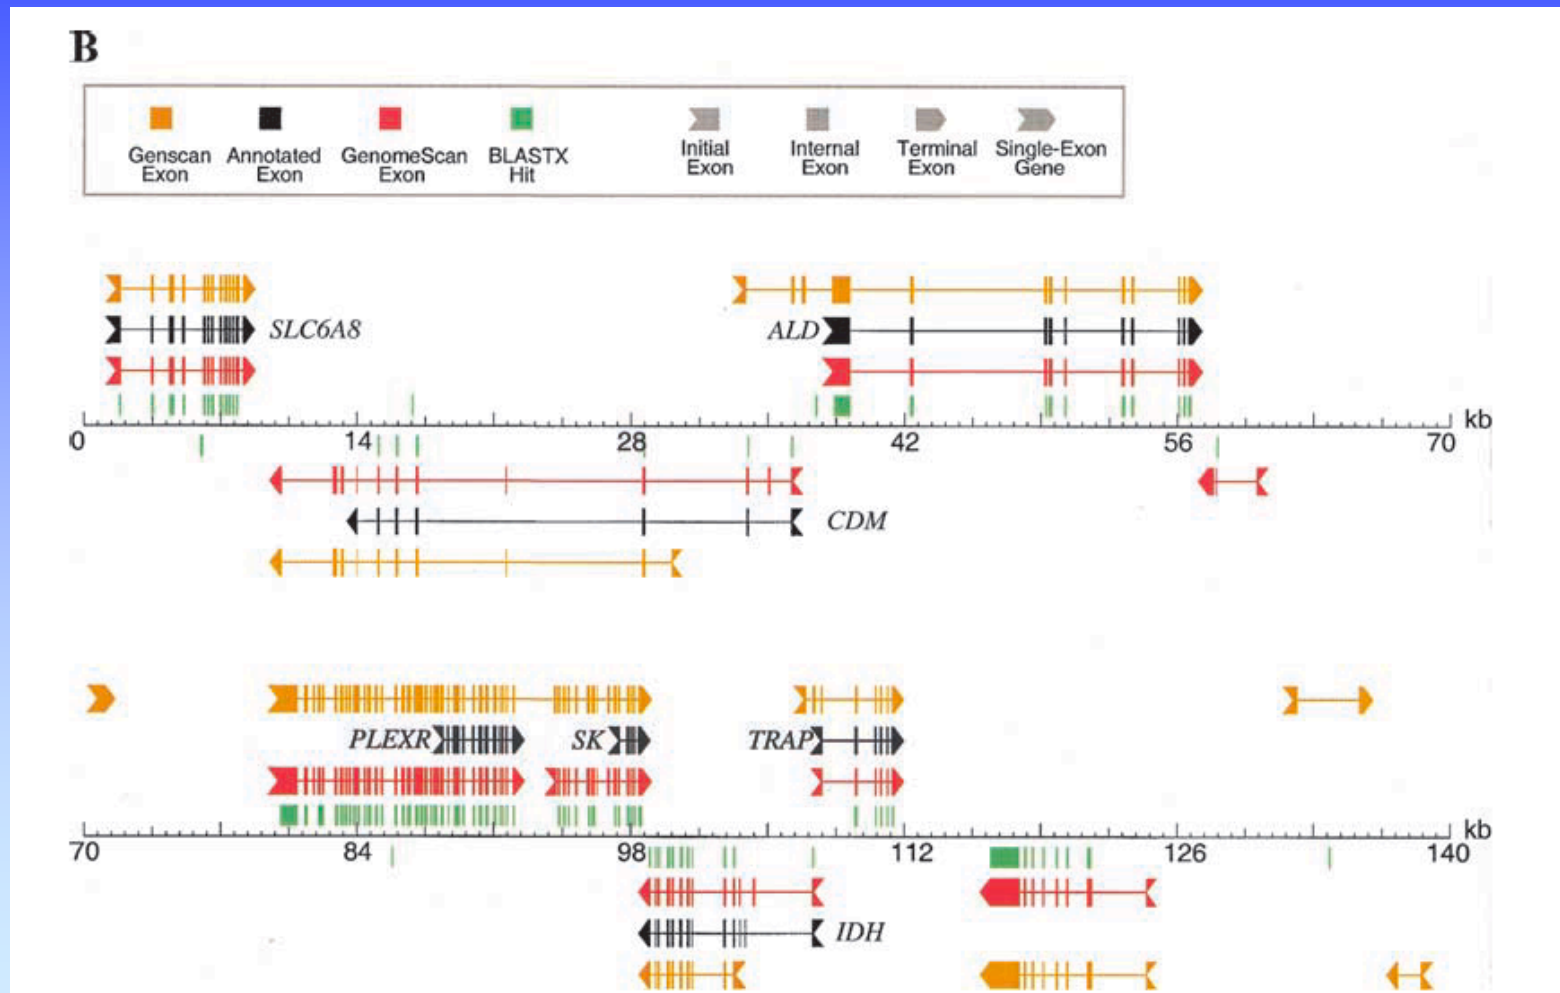 B
Genscan Exon
Annotated Exon
GenomeScan Exon
BLASTX Hit
Initial Exon
Internal Exon
Terminal Exon
Single-Exon Gene
SLC6A8
ALD
kb
0 14 28 42 56 70
CDM
PLEXR SK TRAP
kb
70 84 98 112 126 140
IDH